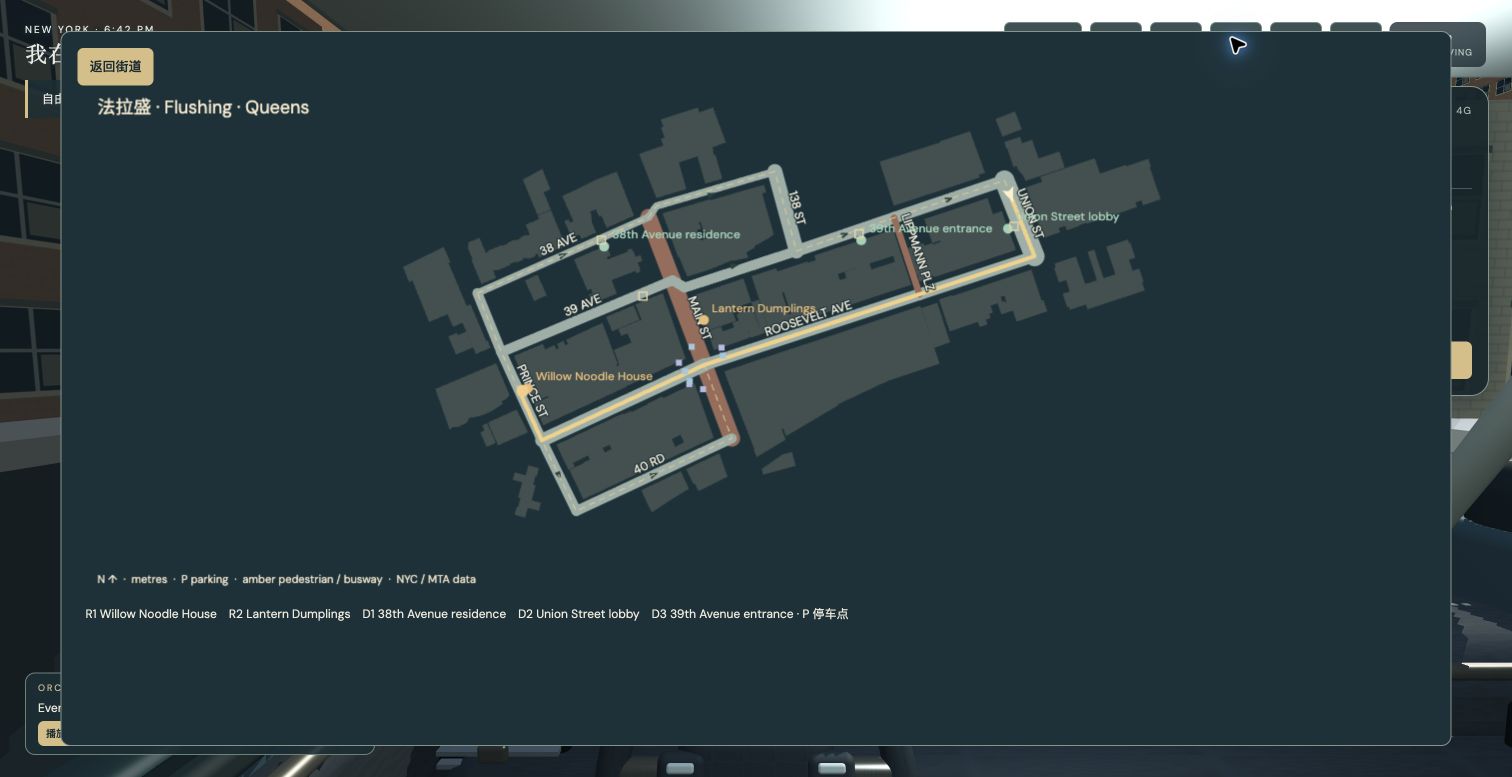 NEW YORK · 6:42 PM
我在
返回街道
VING
自由
法拉盛 · Flushing · Queens
4G
138 ST
UNION ST
Union Street lobby
38 AVE
38th Avenue residence
39th Avenue entrance
LIPPMANN PLZ
39 AVE
MAIN ST
Lantern Dumplings
ROOSEVELT AVE
PRINCE ST
Willow Noodle House
40 RD
N ↑ · metres · P parking · amber pedestrian / busway · NYC / MTA data
R1 Willow Noodle House R2 Lantern Dumplings D1 38th Avenue residence D2 Union Street lobby D3 39th Avenue entrance · P 停车点
ORC
Ever
播放